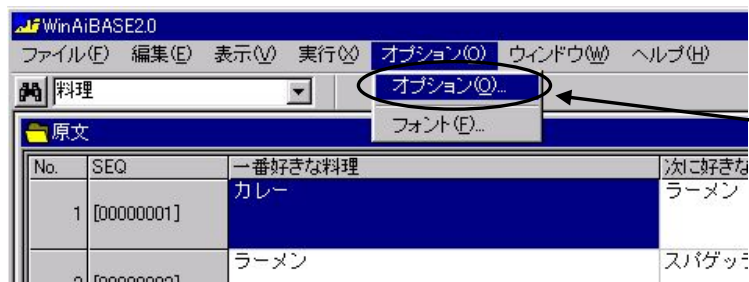 WinAiBASE2.0
ファイル(F) 編集(E) 表示(V) 実行(X) オプション(O) ウィンドウ(W) ヘルプ(H)
料理
オプション(O)...
フォント(F)...
原文
No. SEQ 一番好きな料理 次に好きな
1 [00000001] カレー ラーメン
ラーメン スパゲッ